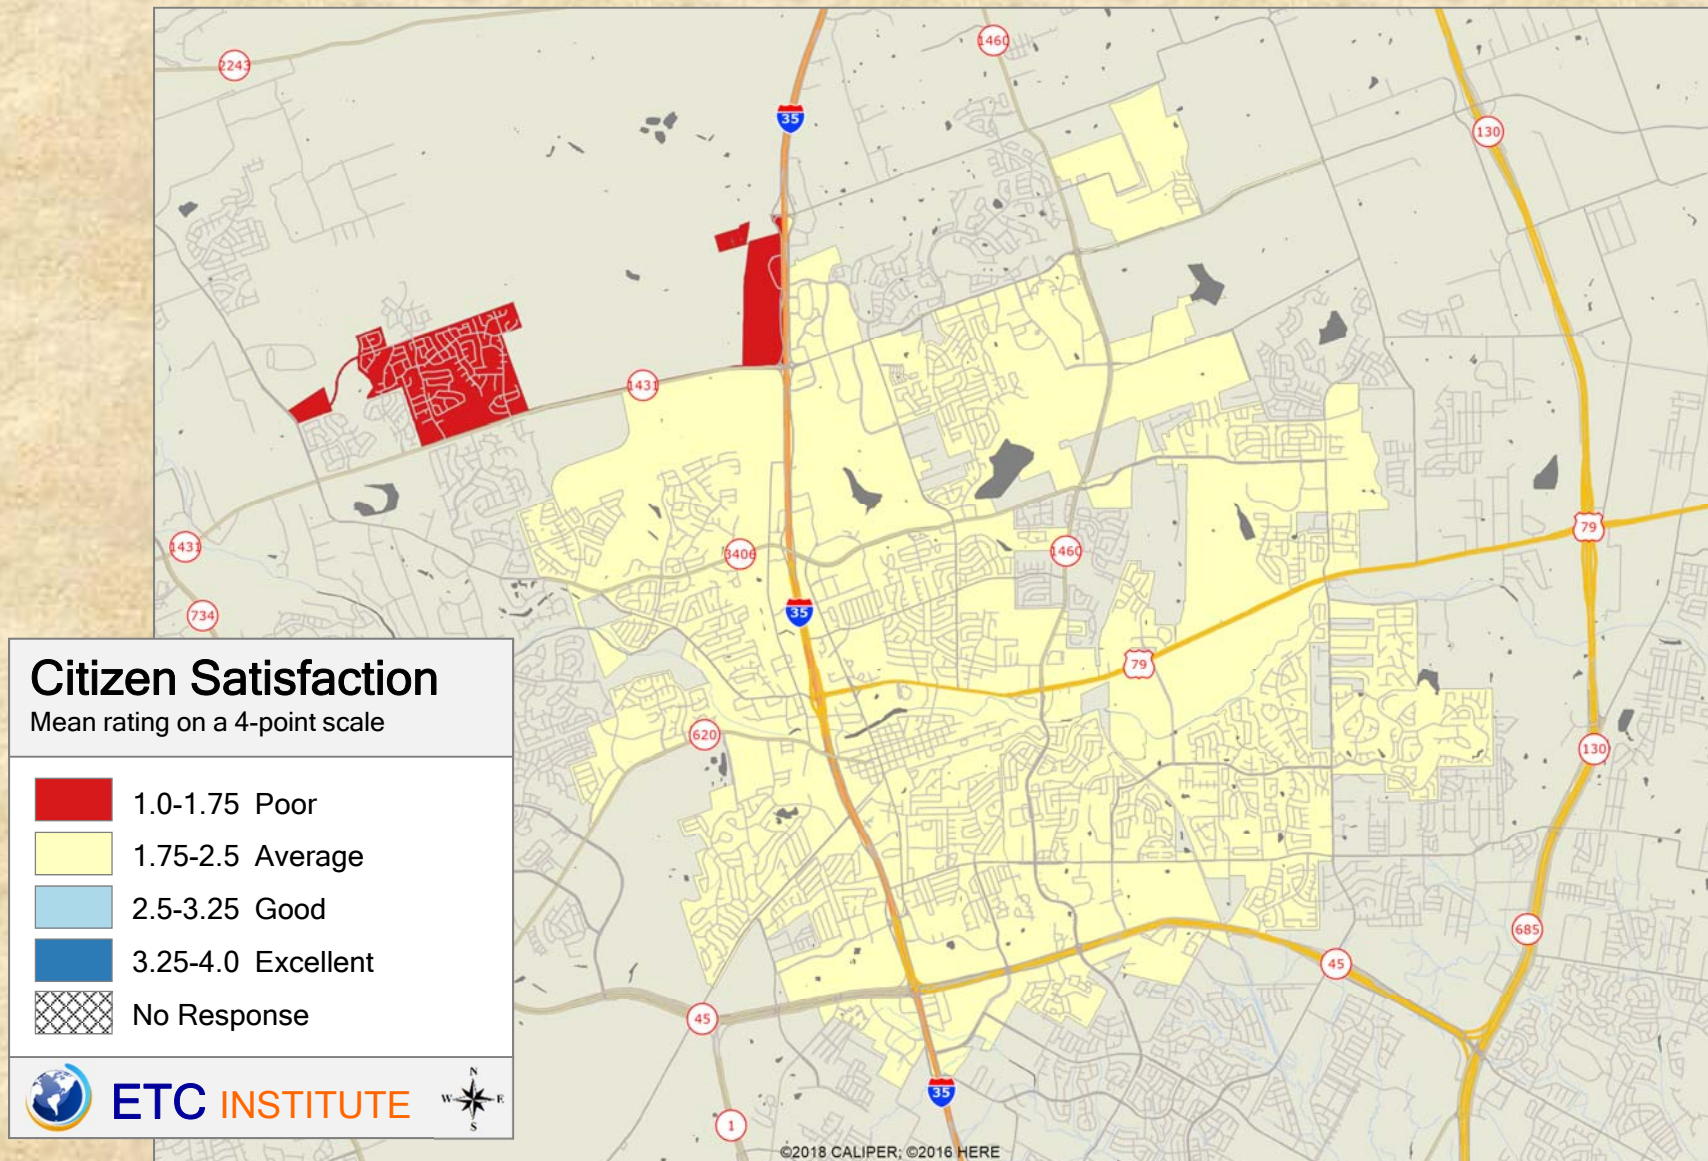 2243
1460
35
130
1431
79
1431
3406
1460
734
35
79
620
130
685
45
45
35
1
Citizen Satisfaction
Mean rating on a 4-point scale
1.0-1.75 Poor
1.75-2.5 Average
2.5-3.25 Good
3.25-4.0 Excellent
No Response
ETC INSTITUTE
N
W E
S
©2018 CALIPER; ©2016 HERE